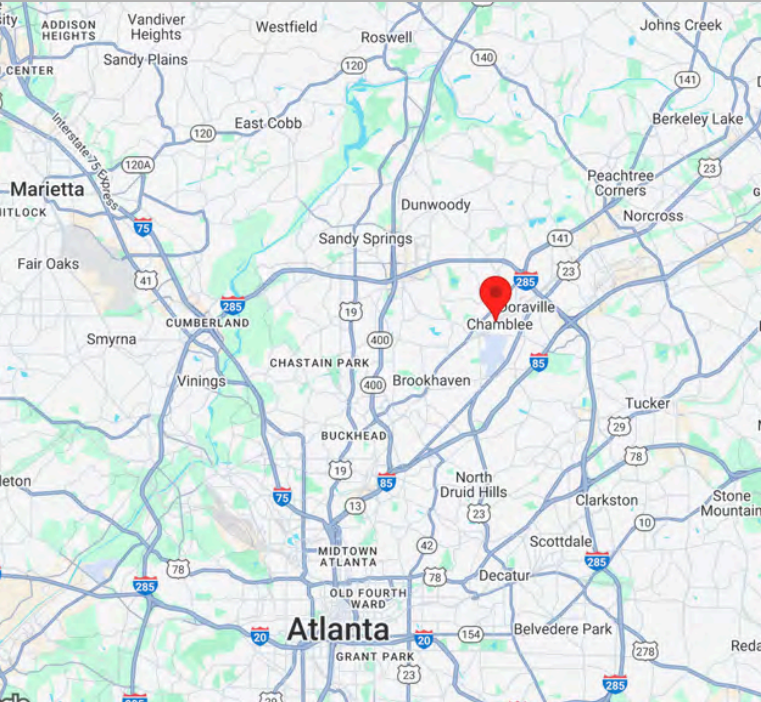 ADDISON
HEIGHTS
Vandiver
Heights
Westfield
Roswell
Johns Creek
Sandy Plains
CENTER
120
140
141
Interstate 75 Express
120
East Cobb
Berkeley Lake
120A
23
Marietta
Peachtree
Corners
Dunwoody
Norcross
75
Sandy Springs
141
Fair Oaks
41
23
285
285
Doraville
19
CUMBERLAND
Chamblee
Smyrna
400
CHASTAIN PARK
85
Vinings
400
Brookhaven
Tucker
29
BUCKHEAD
78
19
85
North
Druid Hills
75
Clarkston
Stone
Mountain
13
23
10
Scottdale
42
MIDTOWN
ATLANTA
285
78
78
Decatur
285
OLD FOURTH
WARD
Atlanta
20
20
154
Belvedere Park
GRANT PARK
278
23
285